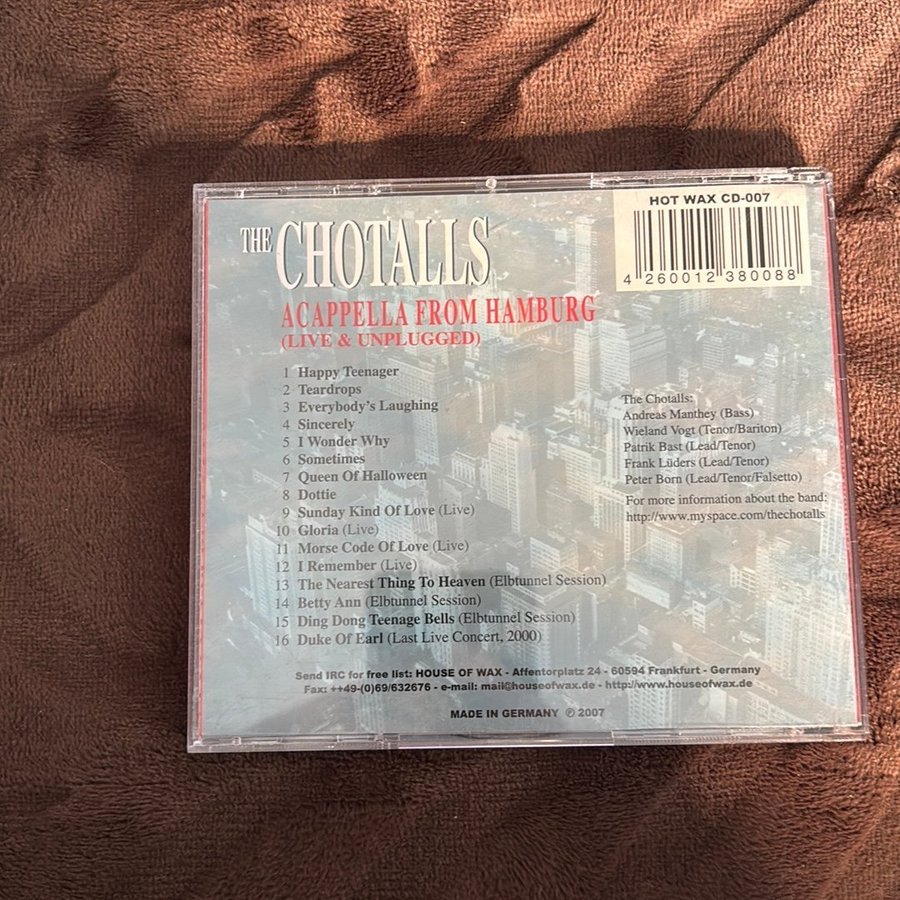 HOT WAX CD-007
4 260012 380088
THE CHOTALLS
ACAPPELLA FROM HAMBURG
(LIVE & UNPLUGGED)
1 Happy Teenager
2 Teardrops
3 Everybody's Laughing
4 Sincerely
5 I Wonder Why
6 Sometimes
7 Queen Of Halloween
8 Dottie
9 Sunday Kind Of Love (Live)
10 Gloria (Live)
11 Morse Code Of Love (Live)
12 I Remember (Live)
13 The Nearest Thing To Heaven (Elbtunnel Session)
14 Betty Ann (Elbtunnel Session)
15 Ding Dong Teenage Bells (Elbtunnel Session)
16 Duke Of Earl (Last Live Concert, 2000)
The Chotalls:
Andreas Manthey (Bass)
Wieland Vogt (Tenor/Bariton)
Patrik Bast (Lead/Tenor)
Frank Lüders (Lead/Tenor)
Peter Born (Lead/Tenor/Falsetto)
For more information about the band:
http://www.myspace.com/thechotalls
Send IRC for free list: HOUSE OF WAX - Affentorplatz 24 - 60594 Frankfurt - Germany
Fax: ++49-(0)69/632676 - e-mail: mail@houseofwax.de - http://www.houseofwax.de
MADE IN GERMANY ℗ 2007